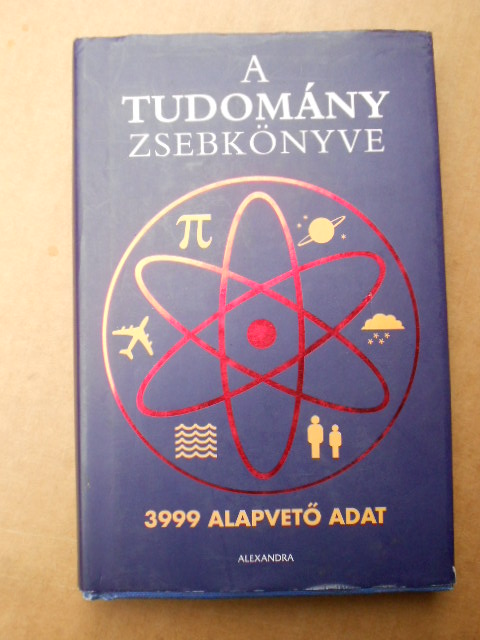 A
TUDOMÁNY
ZSEBKÖNYVE
π
3999 ALAPVETŐ ADAT
ALEXANDRA